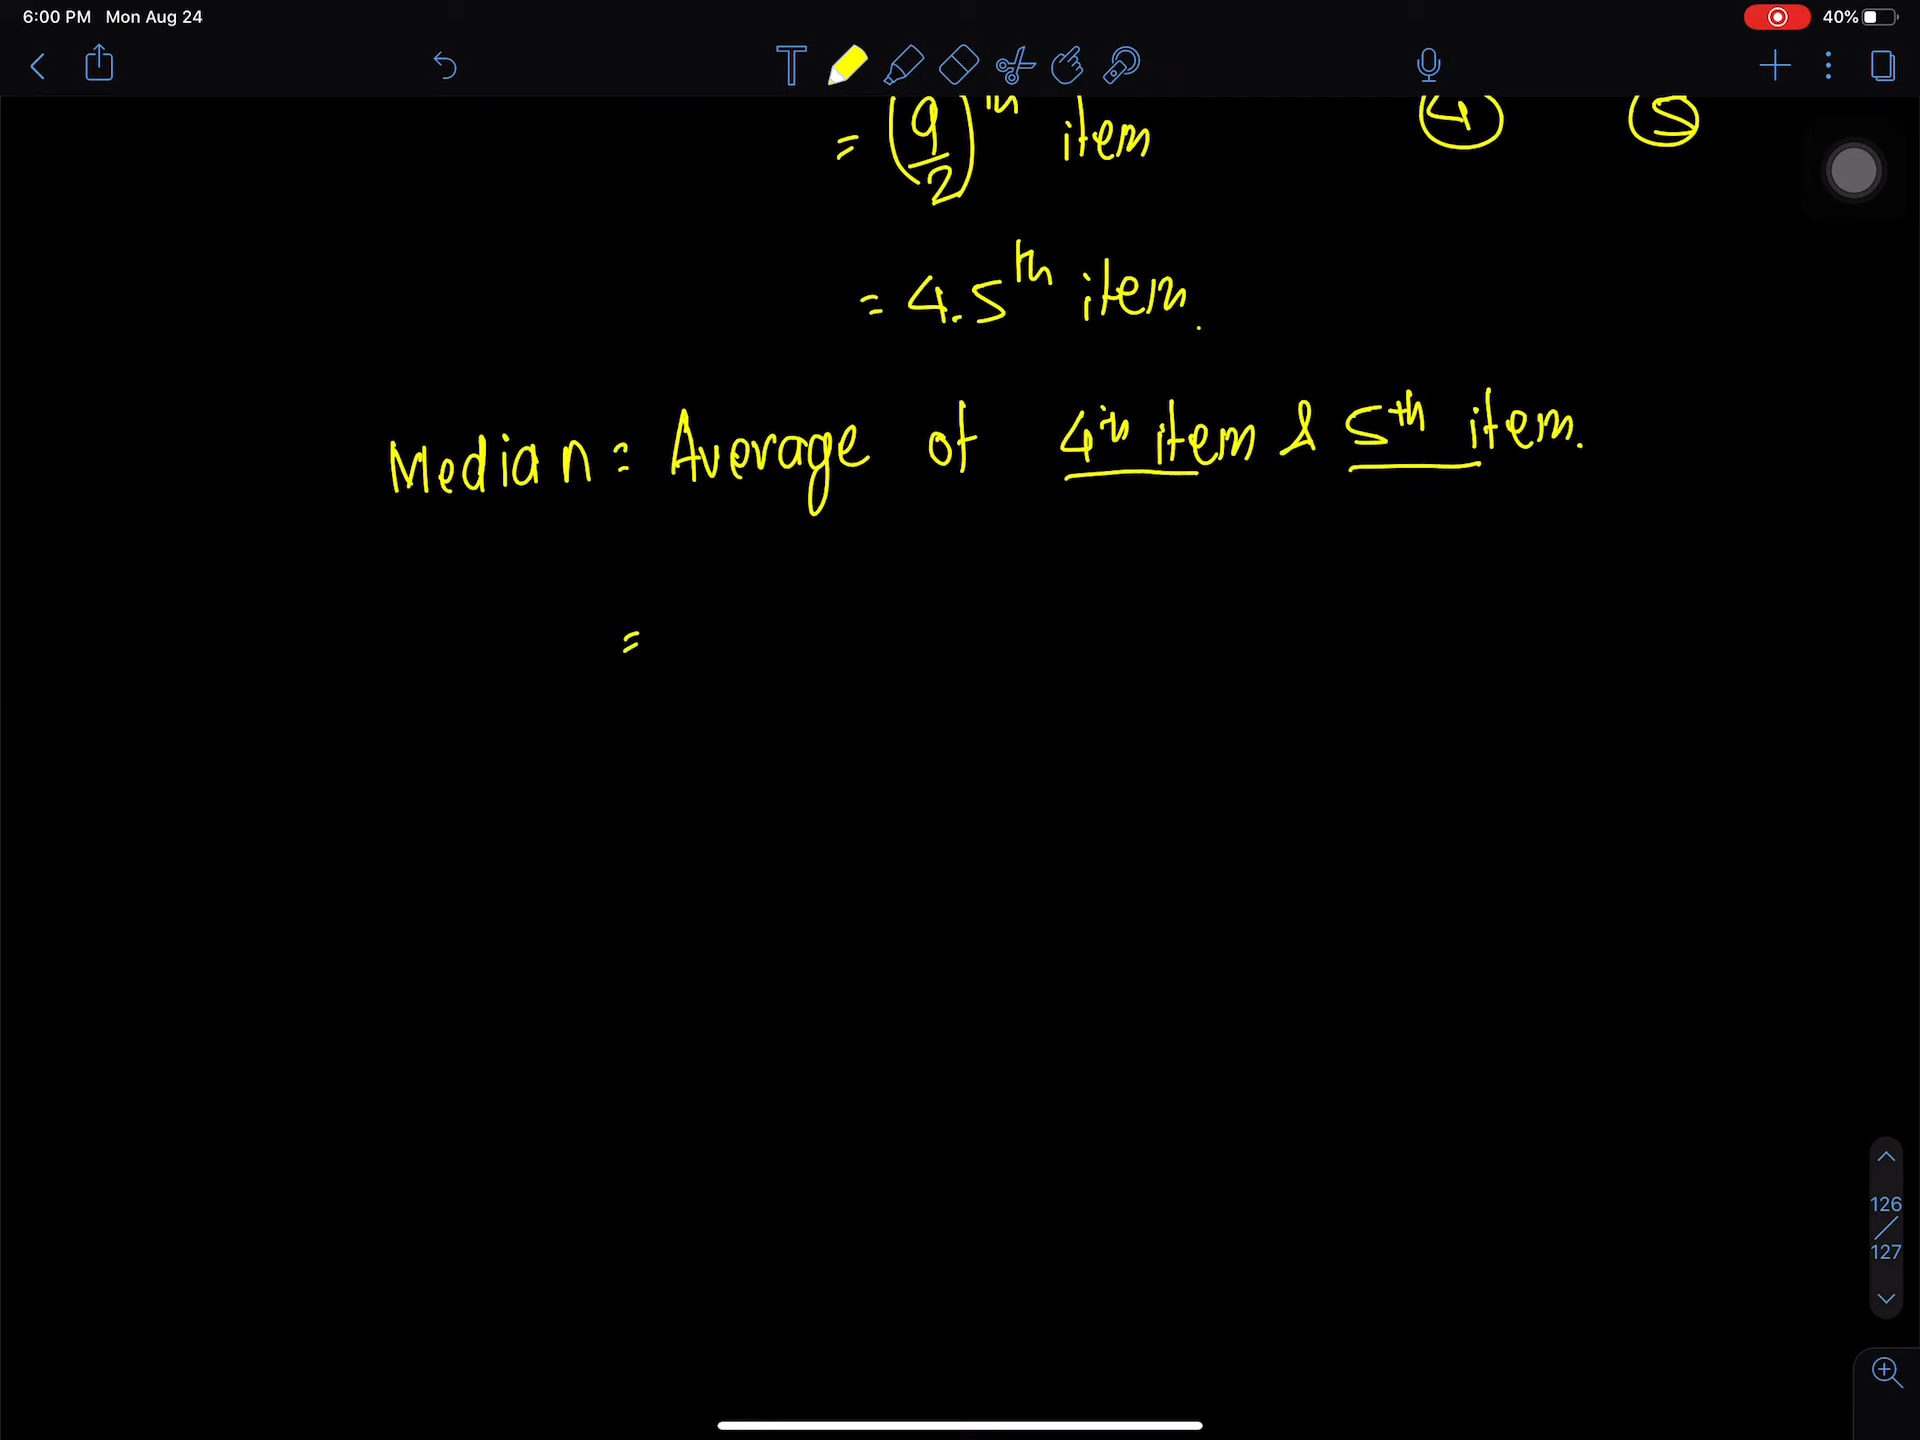 6:00 PM Mon Aug 24 40%
= (9/2)th item 4 5
= 4.5th item.
Median = Average of 4th item & 5th item.
=
126
127